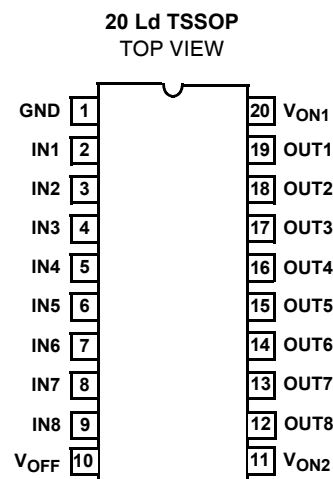 20 Ld TSSOP
TOP VIEW
GND 1 20 VON1
IN1 2 19 OUT1
IN2 3 18 OUT2
IN3 4 17 OUT3
IN4 5 16 OUT4
IN5 6 15 OUT5
IN6 7 14 OUT6
IN7 8 13 OUT7
IN8 9 12 OUT8
VOFF 10 11 VON2